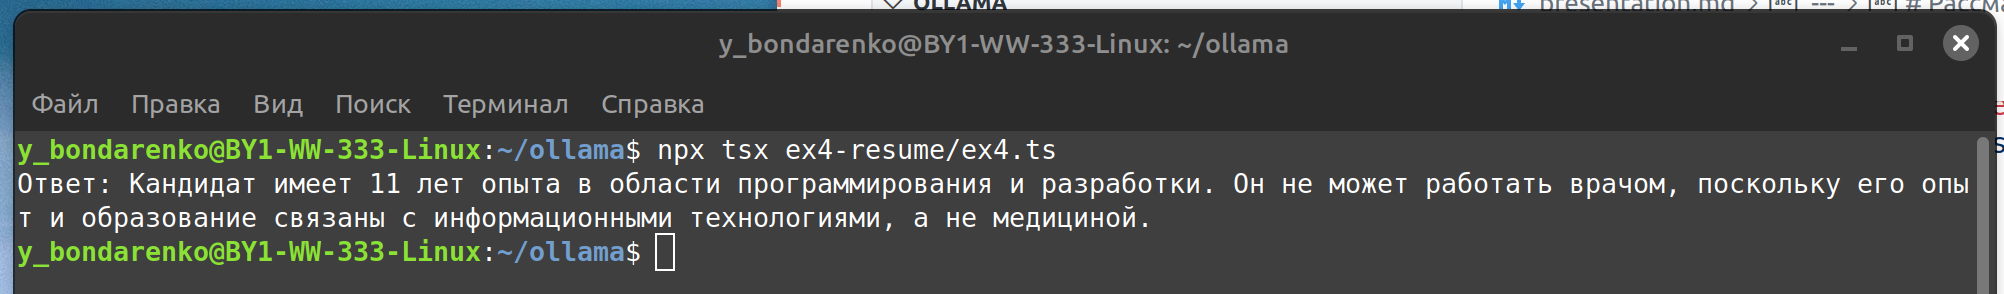 OLLAMA
presentation.md > --- > # Рассма
y_bondarenko@BY1-WW-333-Linux: ~/ollama
Файл Правка Вид Поиск Терминал Справка
y_bondarenko@BY1-WW-333-Linux:~/ollama$ npx tsx ex4-resume/ex4.ts
Ответ: Кандидат имеет 11 лет опыта в области программирования и разработки. Он не может работать врачом, поскольку его опы
т и образование связаны с информационными технологиями, а не медициной.
y_bondarenko@BY1-WW-333-Linux:~/ollama$